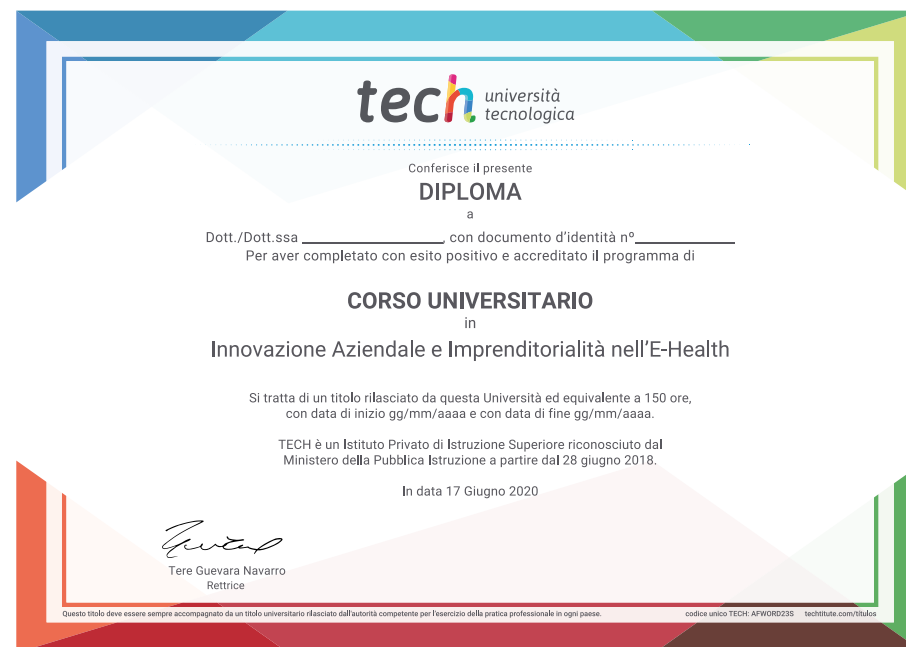 tech università
tecnologica
Conferisce il presente
DIPLOMA
a
Dott./Dott.ssa ________________, con documento d'identità nº____________
Per aver completato con esito positivo e accreditato il programma di
CORSO UNIVERSITARIO
in
Innovazione Aziendale e Imprenditorialità nell'E-Health
Si tratta di un titolo rilasciato da questa Università ed equivalente a 150 ore,
con data di inizio gg/mm/aaaa e con data di fine gg/mm/aaaa.
TECH è un Istituto Privato di Istruzione Superiore riconosciuto dal
Ministero della Pubblica Istruzione a partire dal 28 giugno 2018.
In data 17 Giugno 2020
Tere Guevara Navarro
Rettrice
Questo titolo deve essere sempre accompagnato da un titolo universitario rilasciato dall'autorità competente per l'esercizio della pratica professionale in ogni paese. codice unico TECH: AFWORD23S techtitute.com/titulos